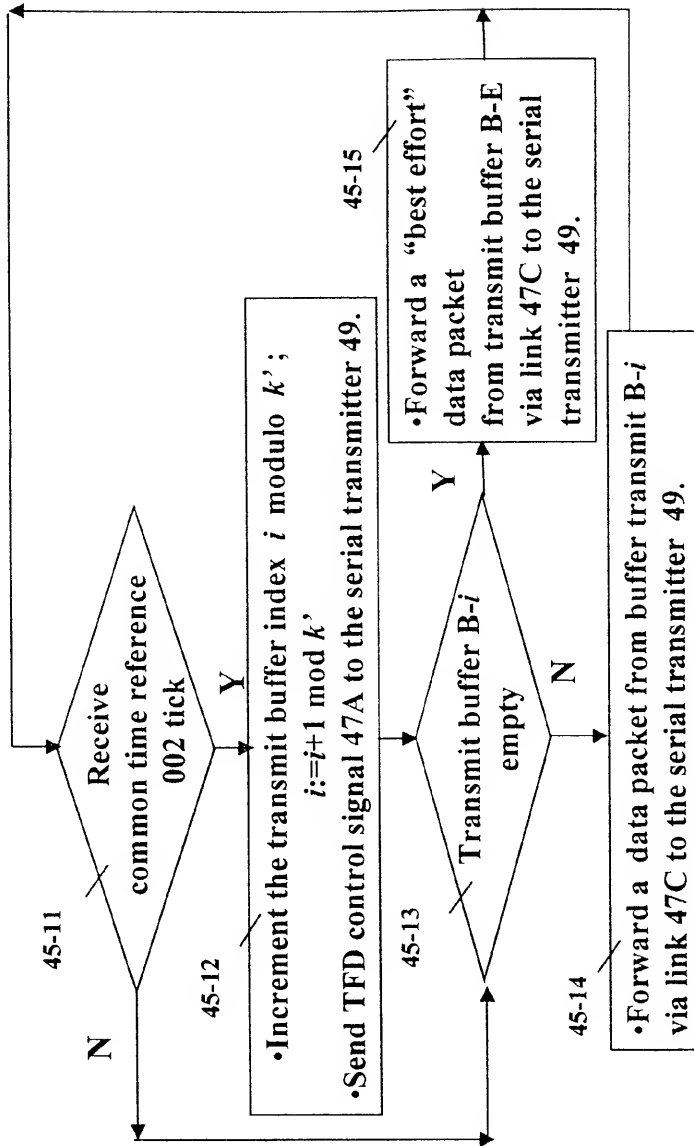 45-11
Receive
common time reference
002 tick
N
Y
45-12
•Increment the transmit buffer index i modulo k’;
i:=i+1 mod k’
•Send TFD control signal 47A to the serial transmitter 49.
45-13
Transmit buffer B-i
empty
Y
N
45-15
•Forward a “best effort”
data packet
from transmit buffer B-E
via link 47C to the serial
transmitter 49.
45-14
•Forward a data packet from buffer transmit B-i
via link 47C to the serial transmitter 49.